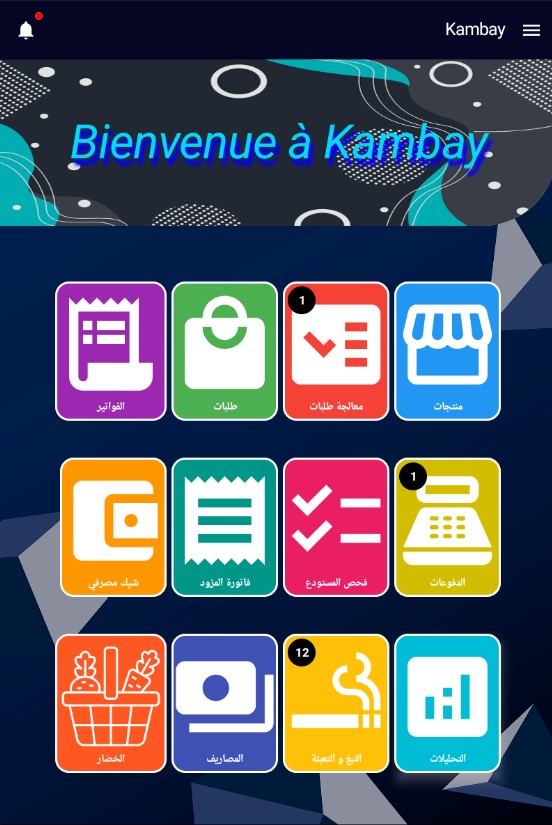 Kambay
Bienvenue à Kambay
1
منتجات
معالجة طلبات
طلبات
الفواتير
1
الدفوعات
فحص المستودع
فاتورة المزود
شيك مصرفي
12
التحليلات
التبغ و التعبئة
المصاريف
الخضار